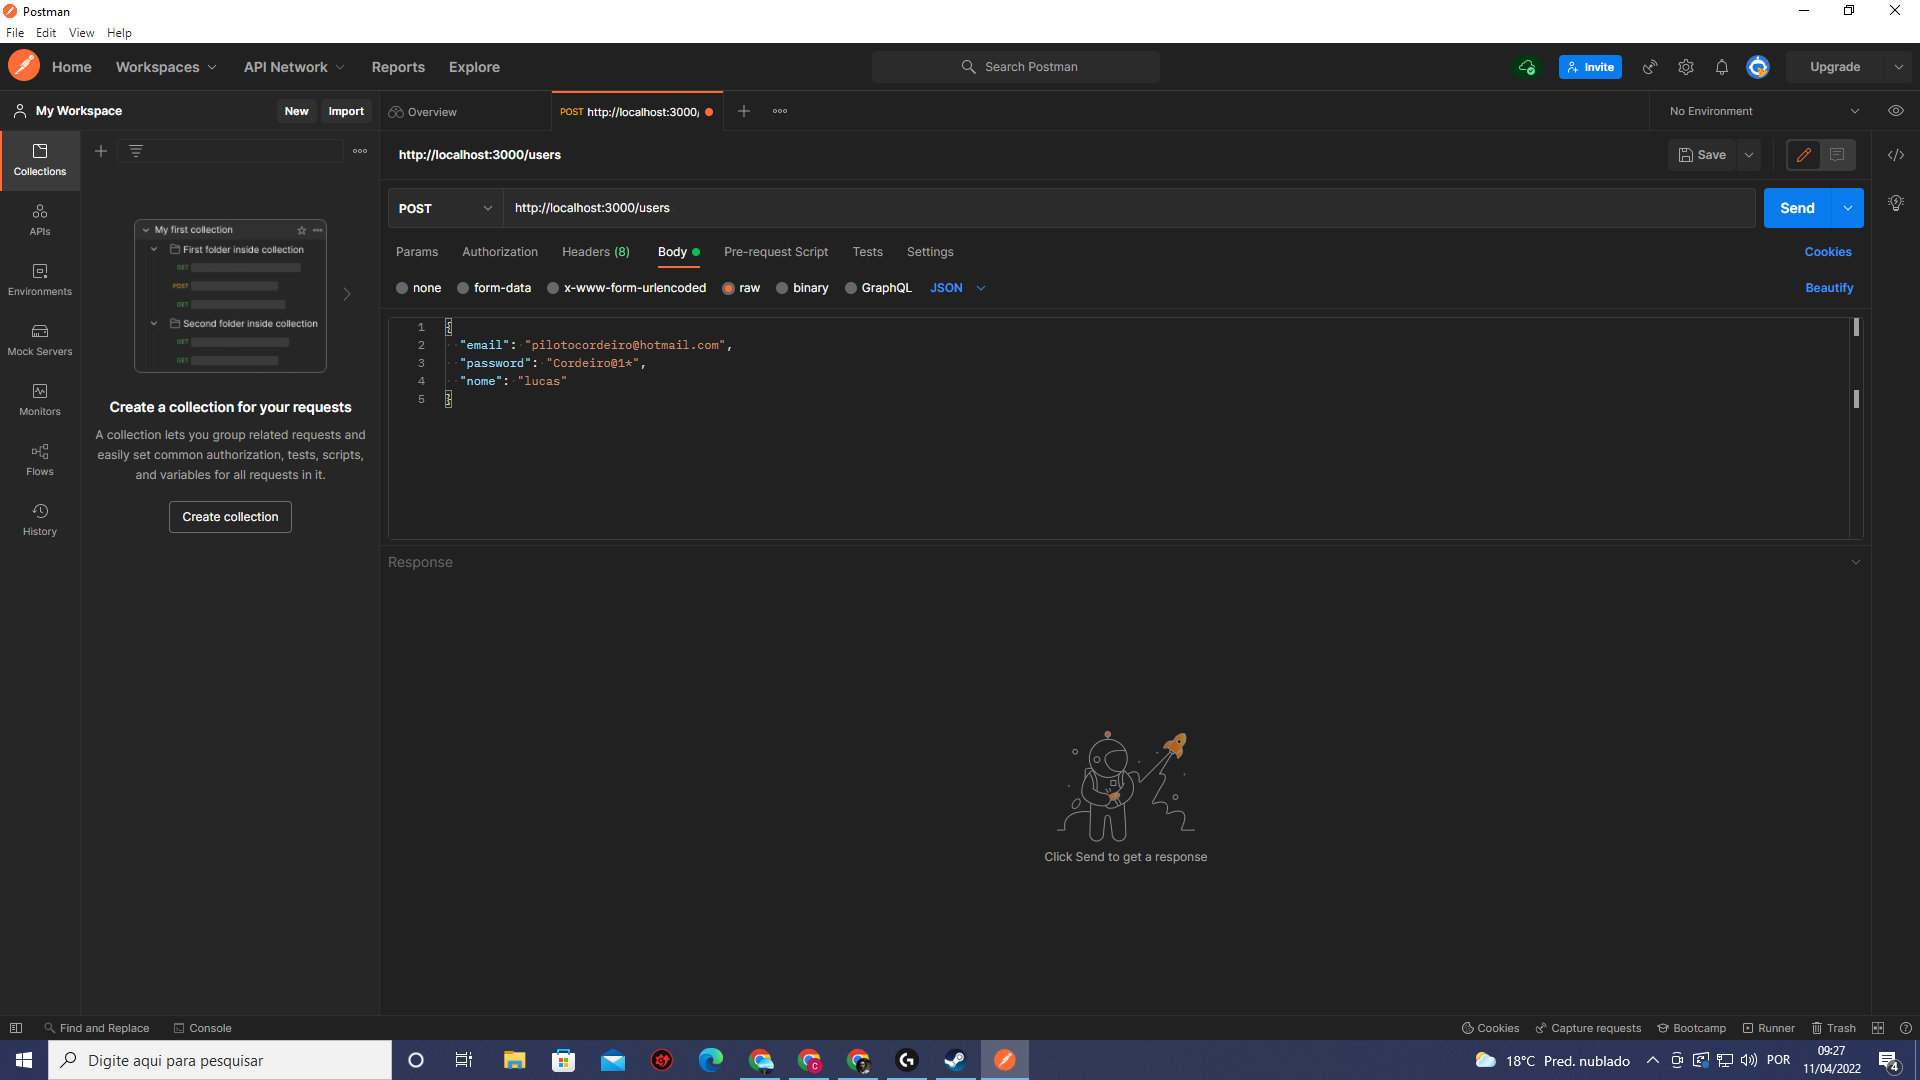 Postman
File Edit View Help
Home Workspaces API Network Reports Explore Search Postman Invite Upgrade
My Workspace New Import Overview POST http://localhost:3000/ No Environment
Collections
APIs
Environments
Mock Servers
Monitors
Flows
History
My first collection
First folder inside collection
GET
POST
GET
Second folder inside collection
GET
GET
Create a collection for your requests
A collection lets you group related requests and
easily set common authorization, tests, scripts,
and variables for all requests in it.
Create collection
http://localhost:3000/users Save
POST http://localhost:3000/users Send
Params Authorization Headers (8) Body Pre-request Script Tests Settings Cookies
none form-data x-www-form-urlencoded raw binary GraphQL JSON Beautify
1 {
2 "email": "pilotocordeiro@hotmail.com",
3 "password": "Cordeiro@1*",
4 "nome": "lucas"
5 }
Response
Click Send to get a response
Find and Replace Console Cookies Capture requests Bootcamp Runner Trash
Digite aqui para pesquisar 18°C Pred. nublado POR 09:27
11/04/2022 4